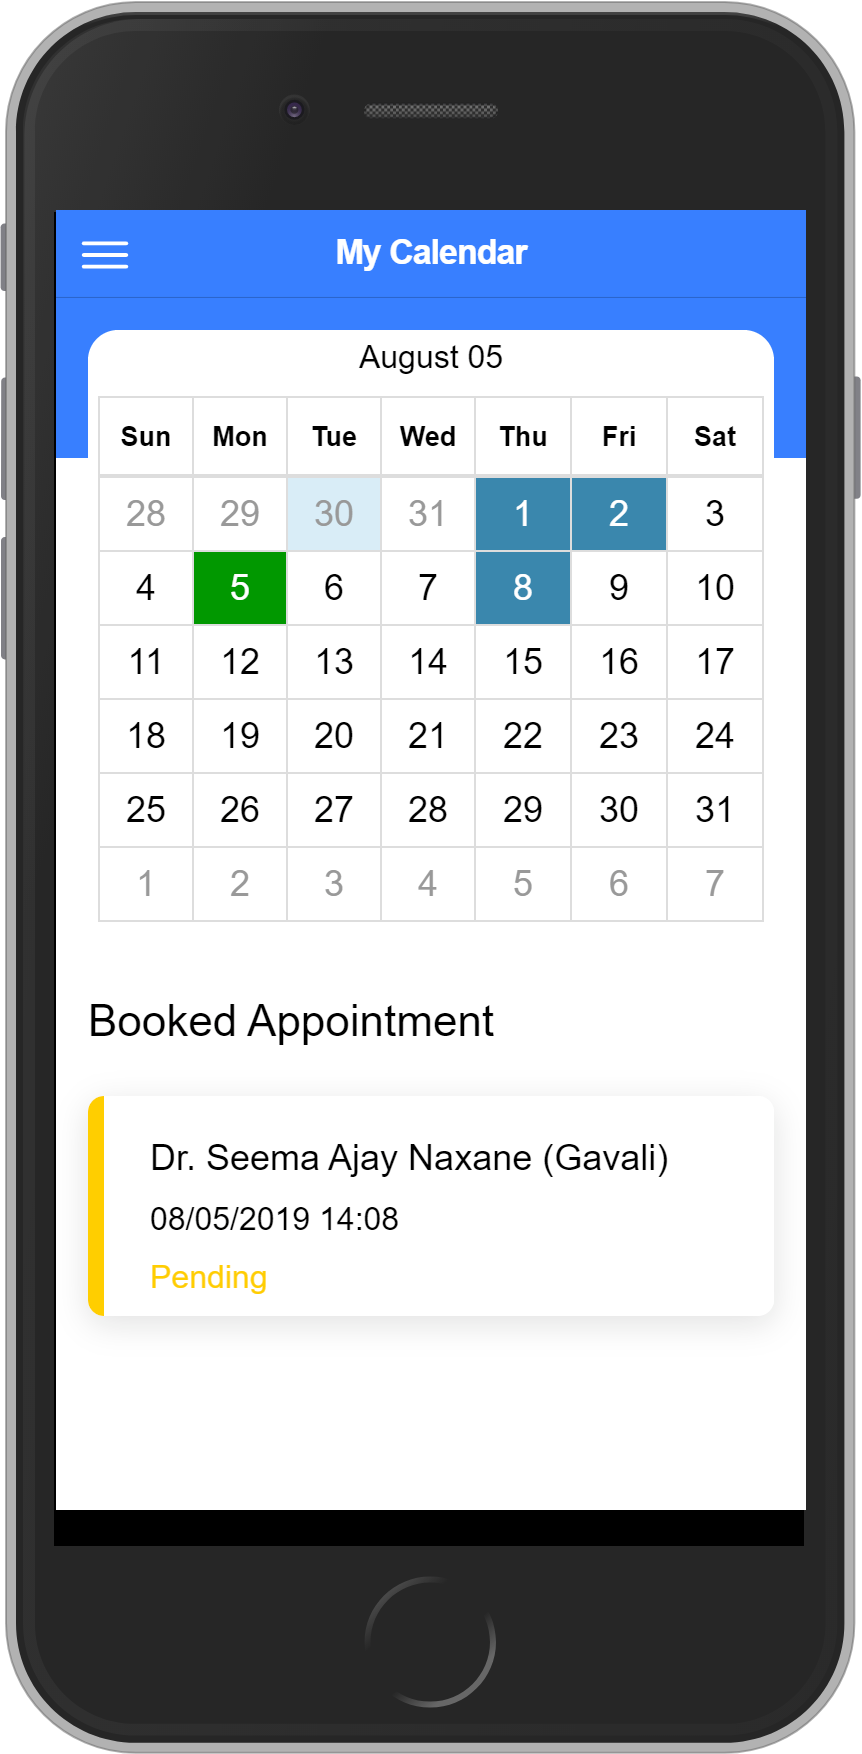 My Calendar
August 05
Sun Mon Tue Wed Thu Fri Sat
28 29 30 31 1 2 3
4 5 6 7 8 9 10
11 12 13 14 15 16 17
18 19 20 21 22 23 24
25 26 27 28 29 30 31
1 2 3 4 5 6 7
Booked Appointment
Dr. Seema Ajay Naxane (Gavali)
08/05/2019 14:08
Pending